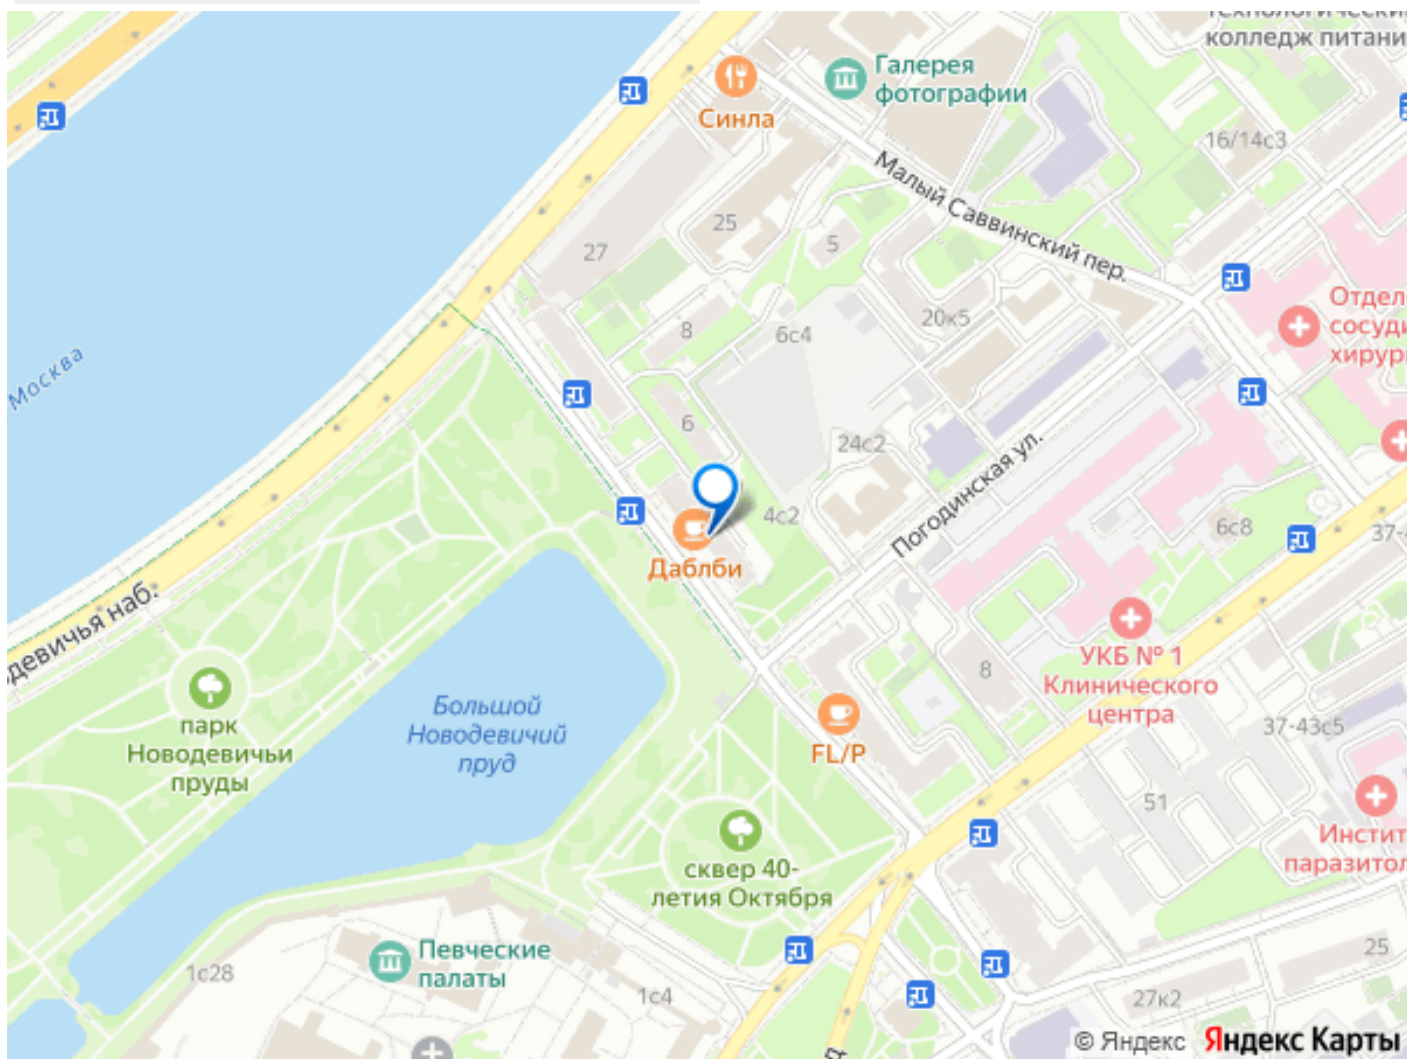 колледж питани
Галерея
фотографии
Синла
16/14с3
Малый Саввинский пер.
25
5
27
Отдел
сосуди
хирур
20к5
8
6с4
Москва
6
24с2
Погодинская ул.
4с2
6с8
37-
Даблби
девичья наб.
УКБ № 1
Клинического
центра
8
парк
Новодевичьи
пруды
Большой
Новодевичий
пруд
FL/P
37-43с5
51
Инстит
паразитол
сквер 40-
летия Октября
Певческие
палаты
1с28
1с4
25
27к2
© Яндекс Яндекс Карты